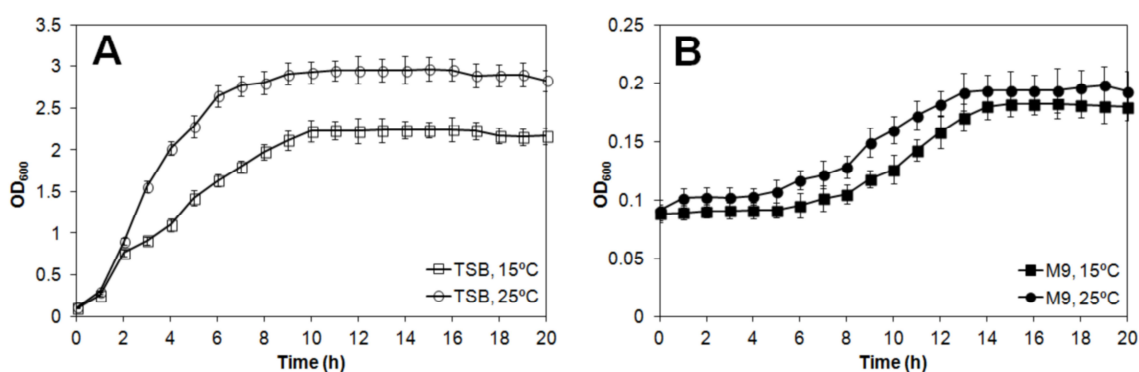 A
3.5
3
2.5
2
1.5
1
0.5
0
OD600
0 2 4 6 8 10 12 14 16 18 20
Time (h)
TSB, 15ºC
TSB, 25ºC
B
0.25
0.2
0.15
0.1
0.05
0
OD600
0 2 4 6 8 10 12 14 16 18 20
Time (h)
M9, 15ºC
M9, 25ºC